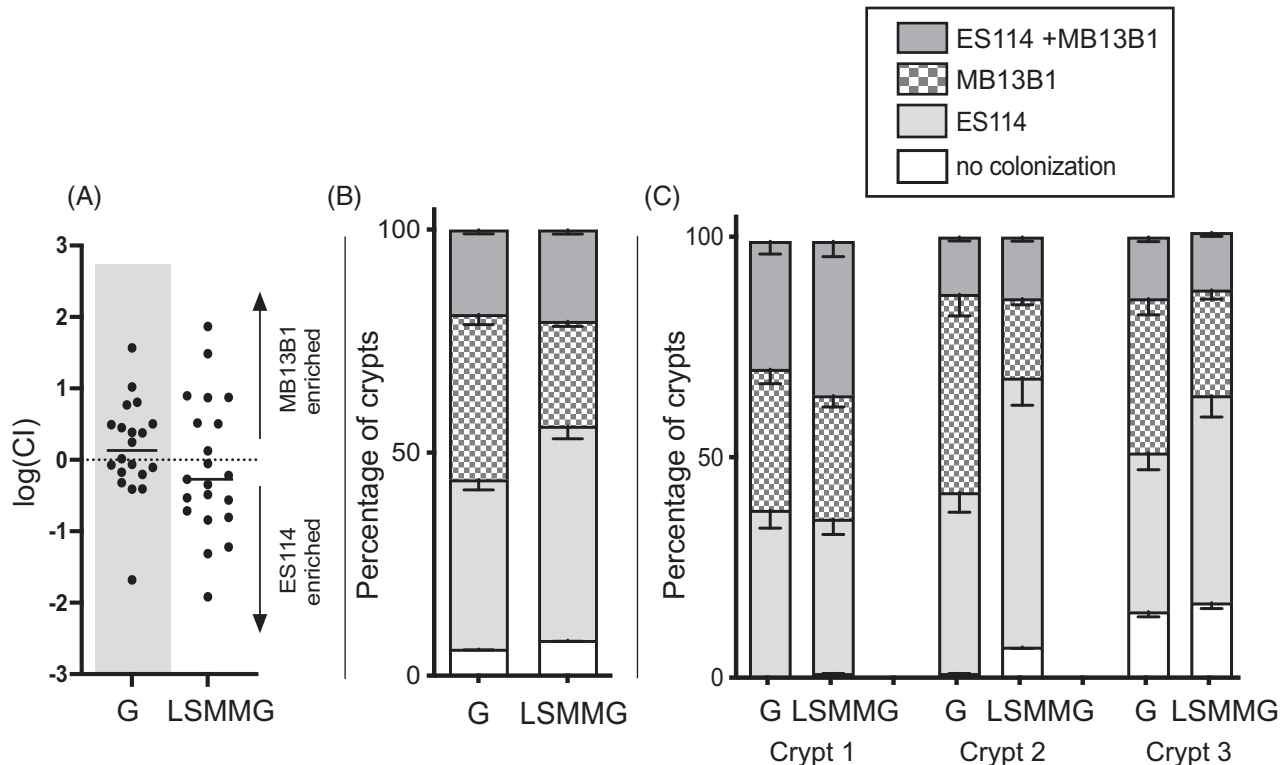 ES114 +MB13B1
MB13B1
ES114
no colonization
(A)
3
2
1
0
-1
-2
-3
log(CI)
MB13B1
enriched
ES114
enriched
G LSMMG
(B)
100
50
0
Percentage of crypts
G LSMMG
(C)
100
50
0
Percentage of crypts
G LSMMG G LSMMG G LSMMG
Crypt 1 Crypt 2 Crypt 3